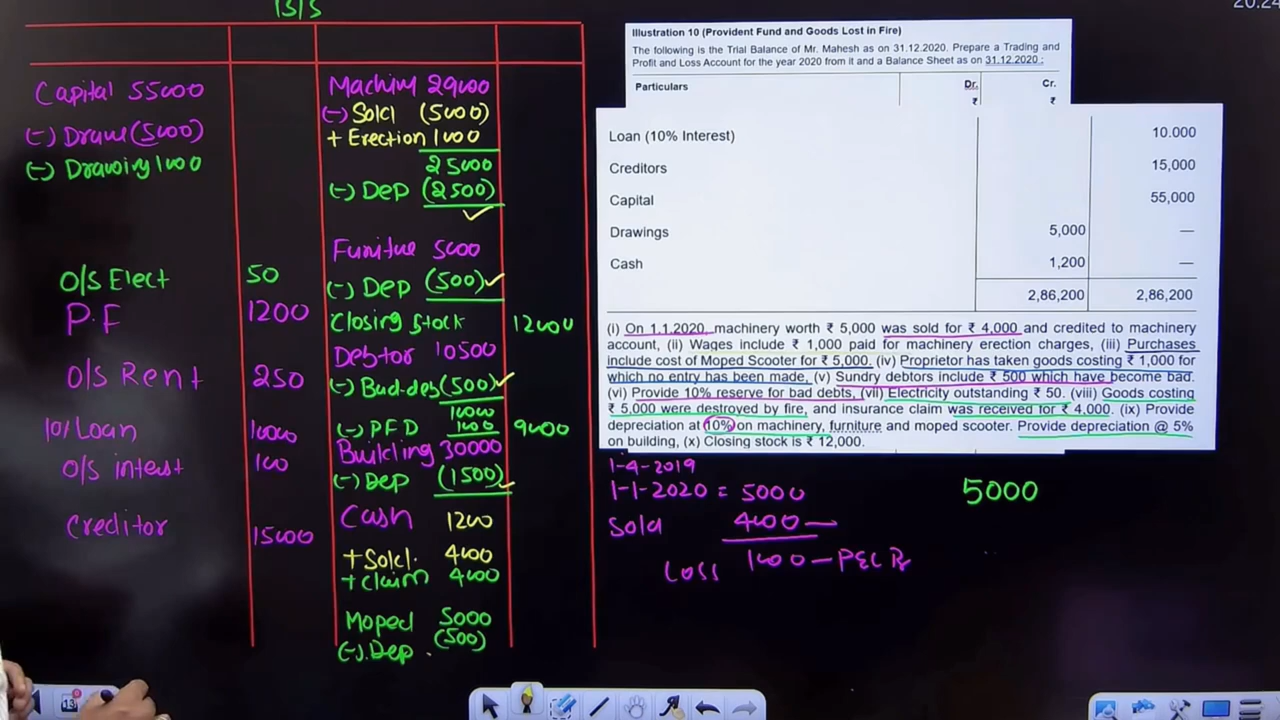 B/S
20:24
Capital 55000
(-) Draw (5000)
(-) Drawing 1000
O/S Elect 50
P.F 1200
O/S Rent 250
10% Loan 10000
O/S interst 100
Creditor 15000
Machiny 29000
(-) Sold (5000)
+ Erection 1000
25000
(-) Dep (2500)
Furnitue 5000
(-) Dep (500)
Closing Stock 12000
Debtor 10500
(-) Bad-des (500)
10000
(-) PFD 1000 9000
Building 30000
(-) Dep (1500)
Cash 1200
+ Sold. 4000
+ Claim 4000
Moped 5000
(-). Dep. (500)
Illustration 10 (Provident Fund and Goods Lost in Fire)
The following is the Trial Balance of Mr. Mahesh as on 31.12.2020. Prepare a Trading and
Profit and Loss Account for the year 2020 from it and a Balance Sheet as on 31.12.2020 :
Particulars Dr. Cr.
₹ ₹
Loan (10% Interest) 10.000
Creditors 15,000
Capital 55,000
Drawings 5,000 —
Cash 1,200 —
2,86,200 2,86,200
(i) On 1.1.2020, machinery worth ₹ 5,000 was sold for ₹ 4,000 and credited to machinery
account, (ii) Wages include ₹ 1,000 paid for machinery erection charges, (iii) Purchases
include cost of Moped Scooter for ₹ 5,000, (iv) Proprietor has taken goods costing ₹ 1,000 for
which no entry has been made, (v) Sundry debtors include ₹ 500 which have become bad.
(vi) Provide 10% reserve for bad debts, (vii) Electricity outstanding ₹ 50. (viii) Goods costing
₹ 5,000 were destroyed by fire, and insurance claim was received for ₹ 4,000. (ix) Provide
depreciation at 10% on machinery, furniture and moped scooter. Provide depreciation @ 5%
on building, (x) Closing stock is ₹ 12,000.
1-4-2019
1-1-2020 = 5000
Sold 4000 —
Loss 1000 — P&L Dr
5000
13